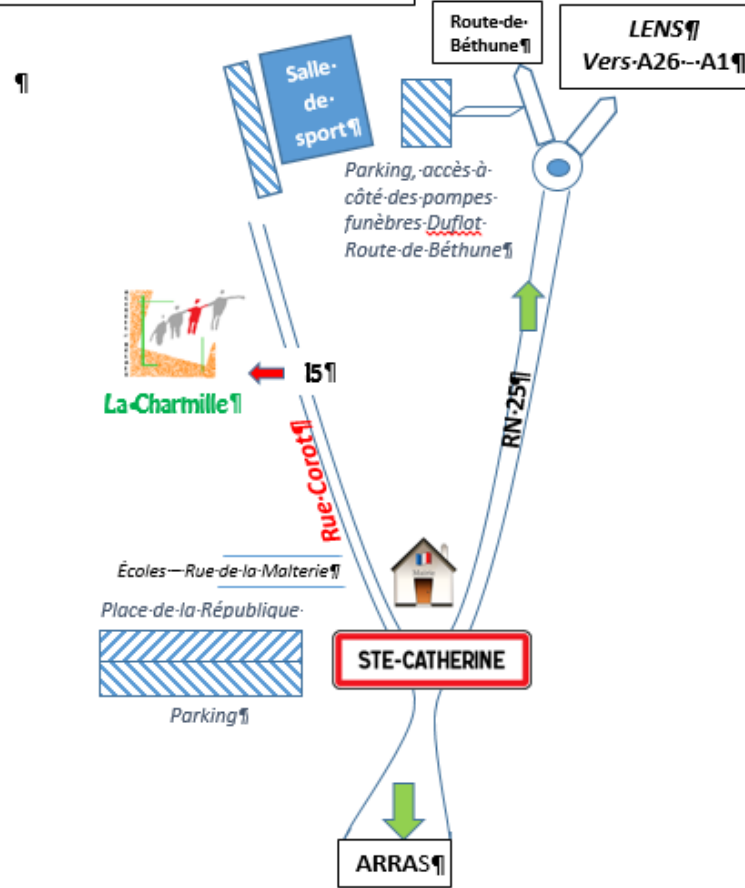 Route-de-
Béthune¶
LENS¶
Vers·A26·-·A1¶
¶
Salle·
de·
sport¶
Parking,·accès·à·
côté·des·pompes·
funèbres·Duflot·
Route·de·Béthune¶
15¶
La·Charmille¶
RN·25¶
Rue·Corot¶
Mairie
Écoles·–·Rue·de·la·Malterie¶
Place·de·la·République·
STE-CATHERINE
Parking¶
ARRAS¶